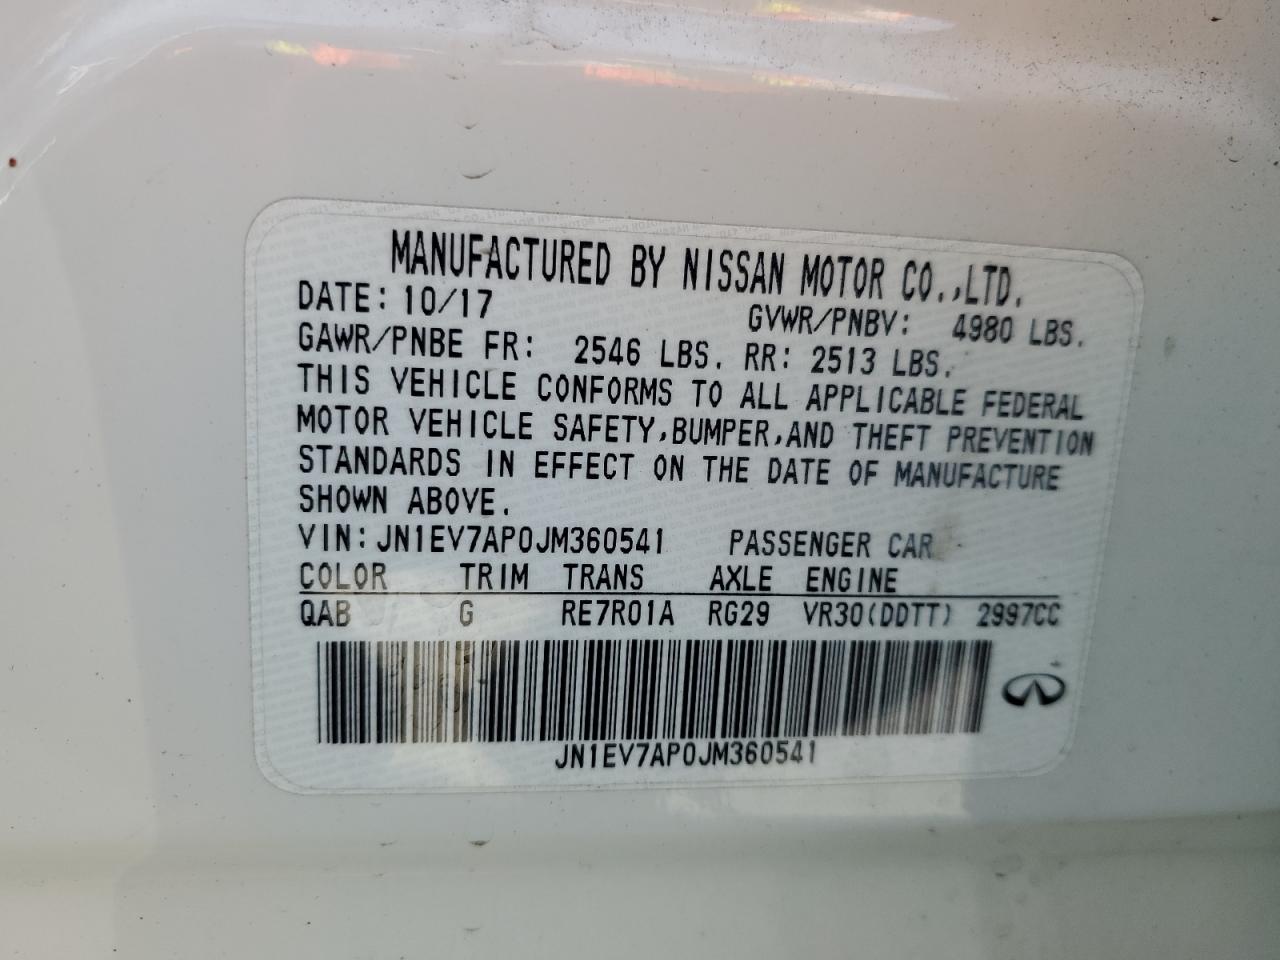 MANUFACTURED BY NISSAN MOTOR CO.,LTD.
DATE: 10/17 GVWR/PNBV: 4980 LBS.
GAWR/PNBE FR: 2546 LBS. RR: 2513 LBS.
THIS VEHICLE CONFORMS TO ALL APPLICABLE FEDERAL
MOTOR VEHICLE SAFETY,BUMPER,AND THEFT PREVENTION
STANDARDS IN EFFECT ON THE DATE OF MANUFACTURE
SHOWN ABOVE.
VIN:JN1EV7AP0JM360541 PASSENGER CAR
COLOR TRIM TRANS AXLE ENGINE
QAB G RE7R01A RG29 VR30(DDTT) 2997CC
JN1EV7AP0JM360541